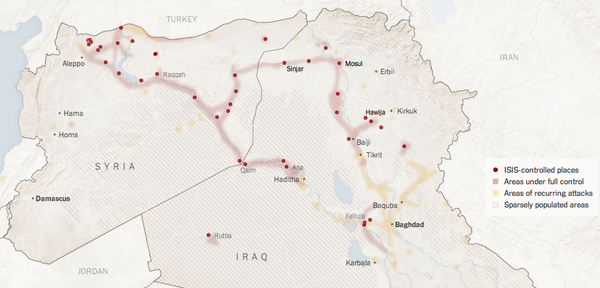 TURKEY
IRAN
Aleppo
Raqqah
Sinjar
Mosul
Erbil
Hawija
Kirkuk
Hama
Homs
Baiji
Tikrit
SYRIA
Qaim
Ana
Haditha
Damascus
Baquba
Falluja
Baghdad
Rutba
IRAQ
Karbala
JORDAN
ISIS-controlled places
Areas under full control
Areas of recurring attacks
Sparsely populated areas